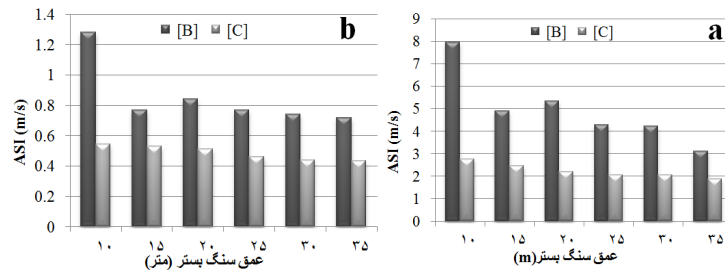 b
[B] [C]
1.4
1.2
1
0.8
0.6
0.4
0.2
0
ASI (m/s)
۱۰ ۱۵ ۲۰ ۲۵ ۳۰ ۳۵
عمق سنگ بستر (متر)
a
[B] [C]
9
8
7
6
5
4
3
2
1
0
ASI (m/s)
۱۰ ۱۵ ۲۰ ۲۵ ۳۰ ۳۵
عمق سنگ بستر(m)